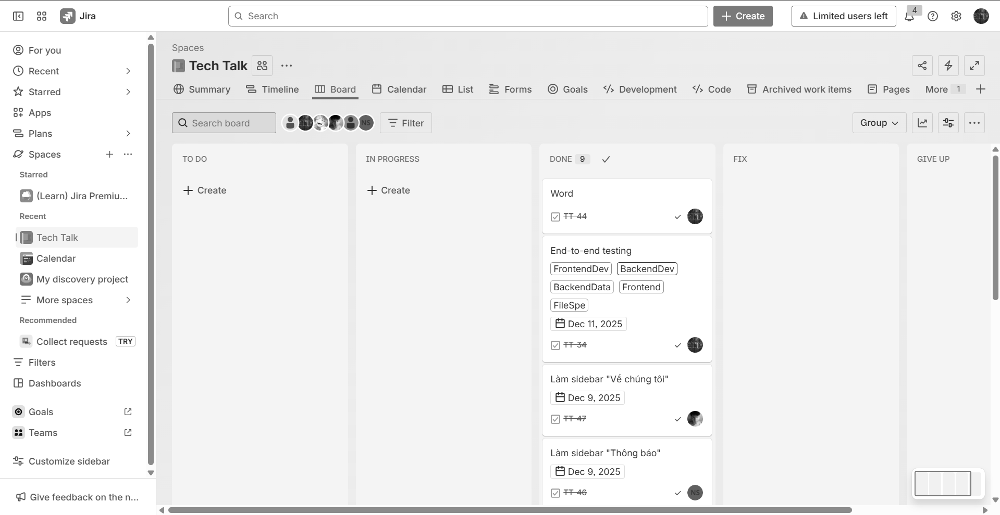 Jira
Search
Create
Limited users left
4
For you
Recent
Starred
Apps
Plans
Spaces
Starred
(Learn) Jira Premiu...
Recent
Tech Talk
Calendar
My discovery project
More spaces
Recommended
Collect requests TRY
Filters
Dashboards
Goals
Teams
Customize sidebar
Give feedback on the n...
Spaces
Tech Talk
Summary
Timeline
Board
Calendar
List
Forms
Goals
Development
Code
Archived work items
Pages
More 1
Search board
NS
Filter
Group
TO DO
Create
IN PROGRESS
Create
DONE 9
Word
TT-44
End-to-end testing
FrontendDev BackendDev
BackendData Frontend
FileSpe
Dec 11, 2025
TT-34
Làm sidebar "Về chúng tôi"
Dec 9, 2025
TT-47
Làm sidebar "Thông báo"
Dec 9, 2025
TT-46
NS
FIX
GIVE UP